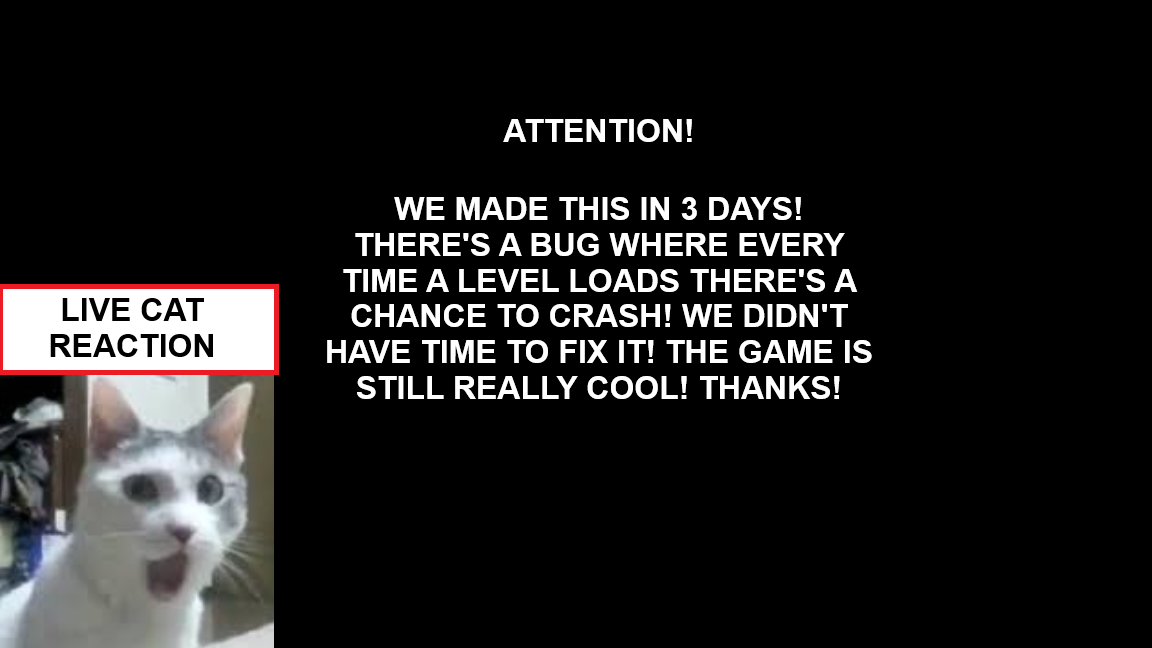 ATTENTION!
WE MADE THIS IN 3 DAYS!
THERE'S A BUG WHERE EVERY
TIME A LEVEL LOADS THERE'S A
CHANCE TO CRASH! WE DIDN'T
HAVE TIME TO FIX IT! THE GAME IS
STILL REALLY COOL! THANKS!
LIVE CAT
REACTION